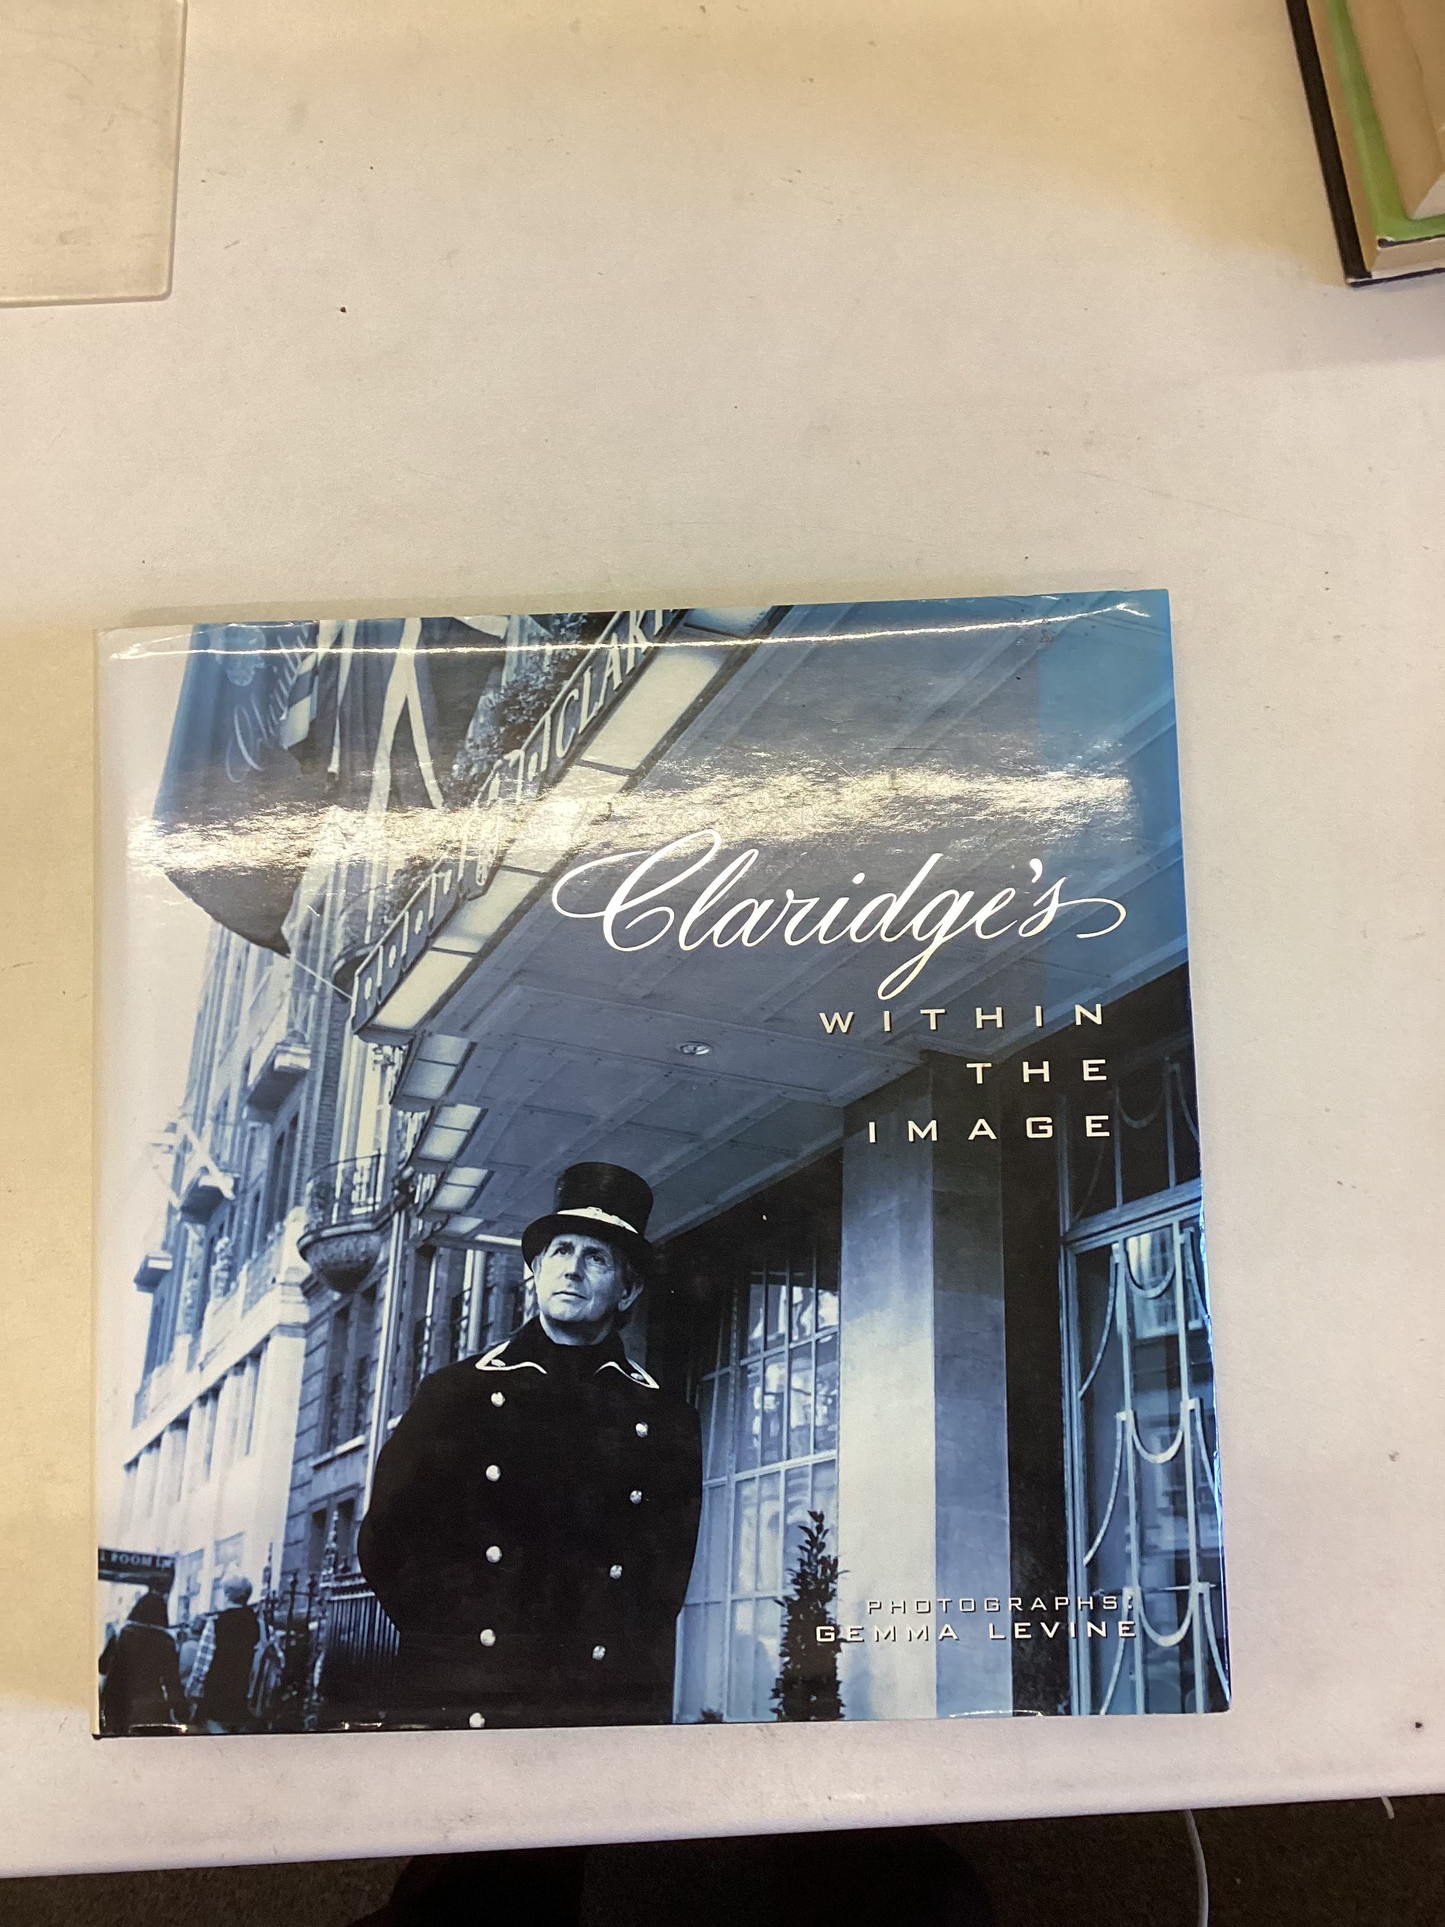 Claridge's
WITHIN
THE
IMAGE
PHOTOGRAPHS:
GEMMA LEVINE